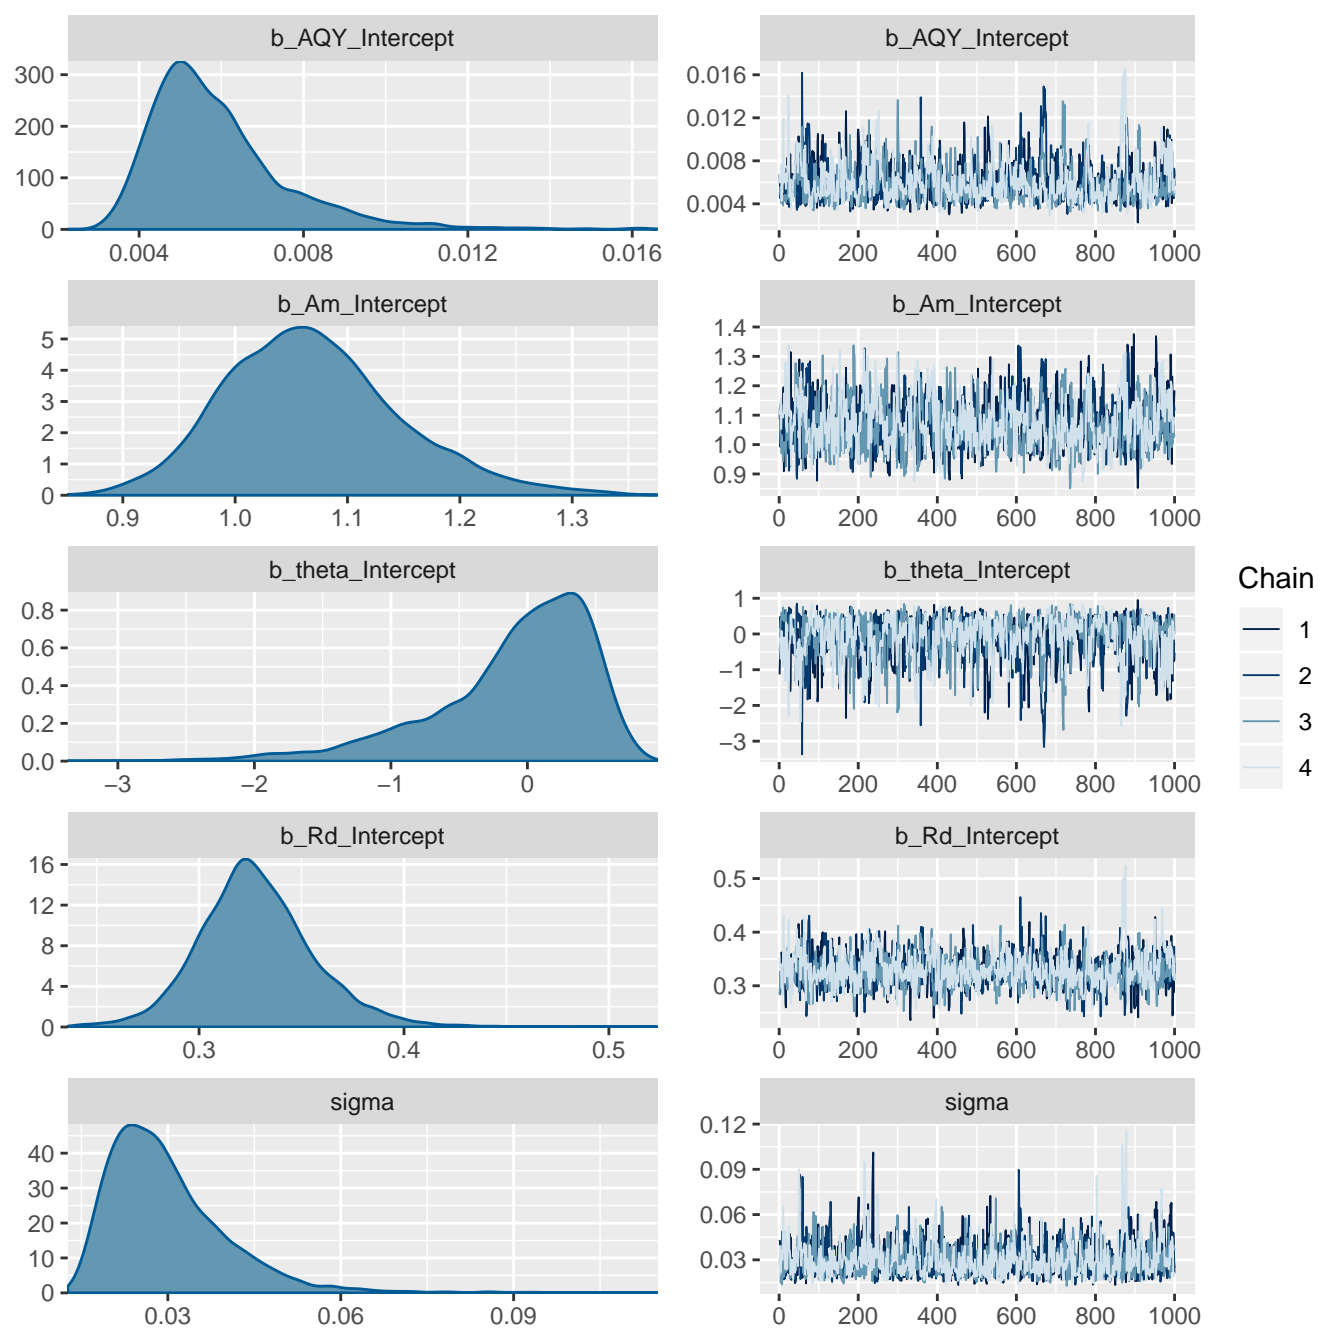 b_AQY_Intercept
b_AQY_Intercept
300
200
100
0
0.004 0.008 0.012 0.016
0.016
0.012
0.008
0.004
0 200 400 600 800 1000
b_Am_Intercept
b_Am_Intercept
5
4
3
2
1
0
0.9 1.0 1.1 1.2 1.3
1.4
1.3
1.2
1.1
1.0
0.9
0 200 400 600 800 1000
b_theta_Intercept
b_theta_Intercept
0.8
0.6
0.4
0.2
0.0
−3 −2 −1 0
1
0
−1
−2
−3
0 200 400 600 800 1000
b_Rd_Intercept
b_Rd_Intercept
16
12
8
4
0
0.3 0.4 0.5
0.5
0.4
0.3
0 200 400 600 800 1000
sigma
sigma
40
30
20
10
0
0.03 0.06 0.09
0.12
0.09
0.06
0.03
0 200 400 600 800 1000
Chain
1
2
3
4